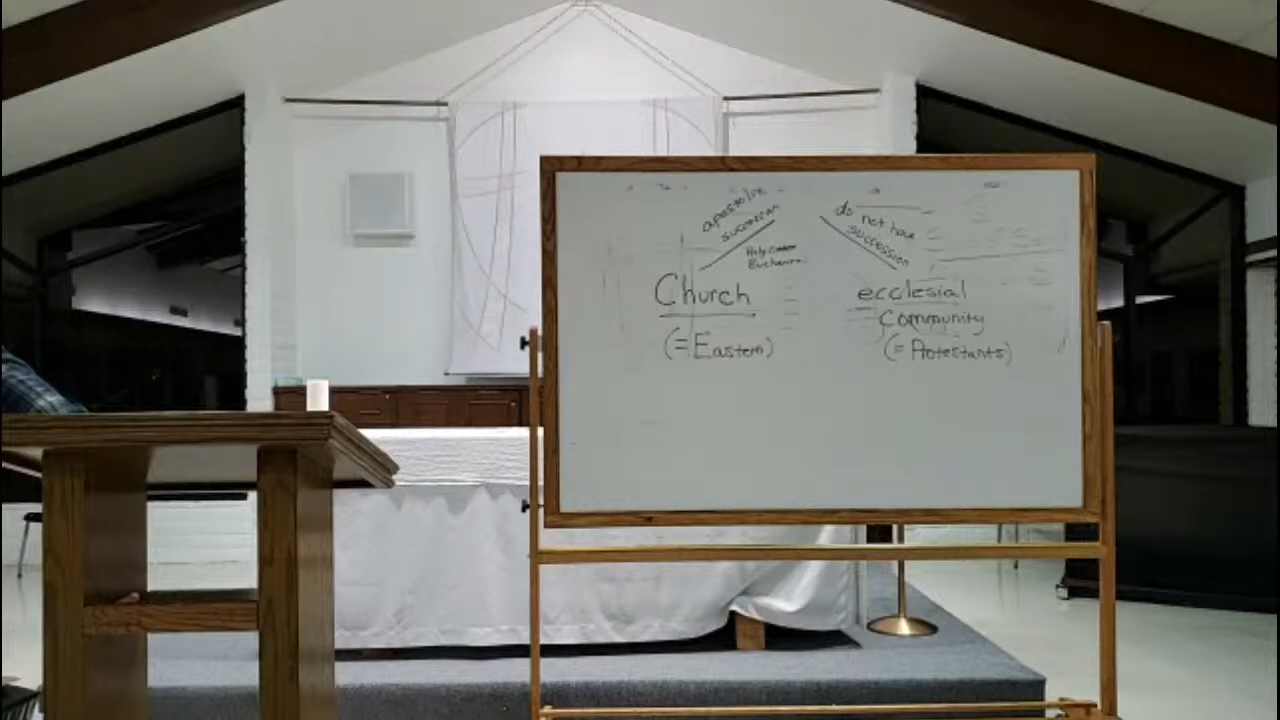 apostolic
succession
do not have
succession
Holy Orders
Eucharist
Church
ecclesial
Community
(= Eastern)
(= Protestants)